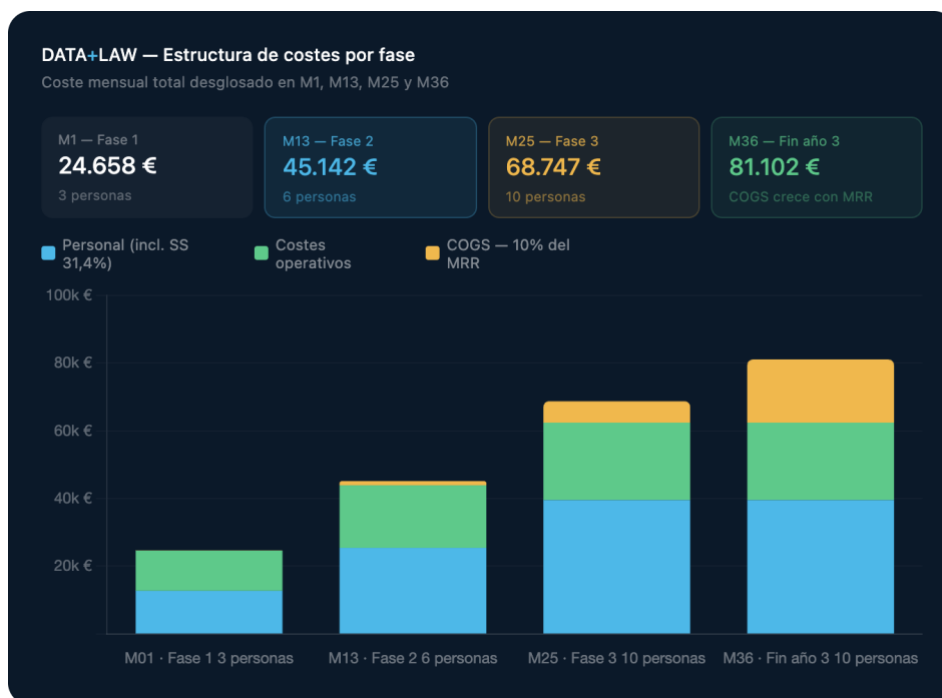 DATA+LAW — Estructura de costes por fase
Coste mensual total desglosado en M1, M13, M25 y M36
M1 — Fase 1
24.658 €
3 personas
M13 — Fase 2
45.142 €
6 personas
M25 — Fase 3
68.747 €
10 personas
M36 — Fin año 3
81.102 €
COGS crece con MRR
Personal (incl. SS
31,4%)
Costes
operativos
COGS — 10% del
MRR
100k €
80k €
60k €
40k €
20k €
M01 · Fase 1 3 personas
M13 · Fase 2 6 personas
M25 · Fase 3 10 personas
M36 · Fin año 3 10 personas